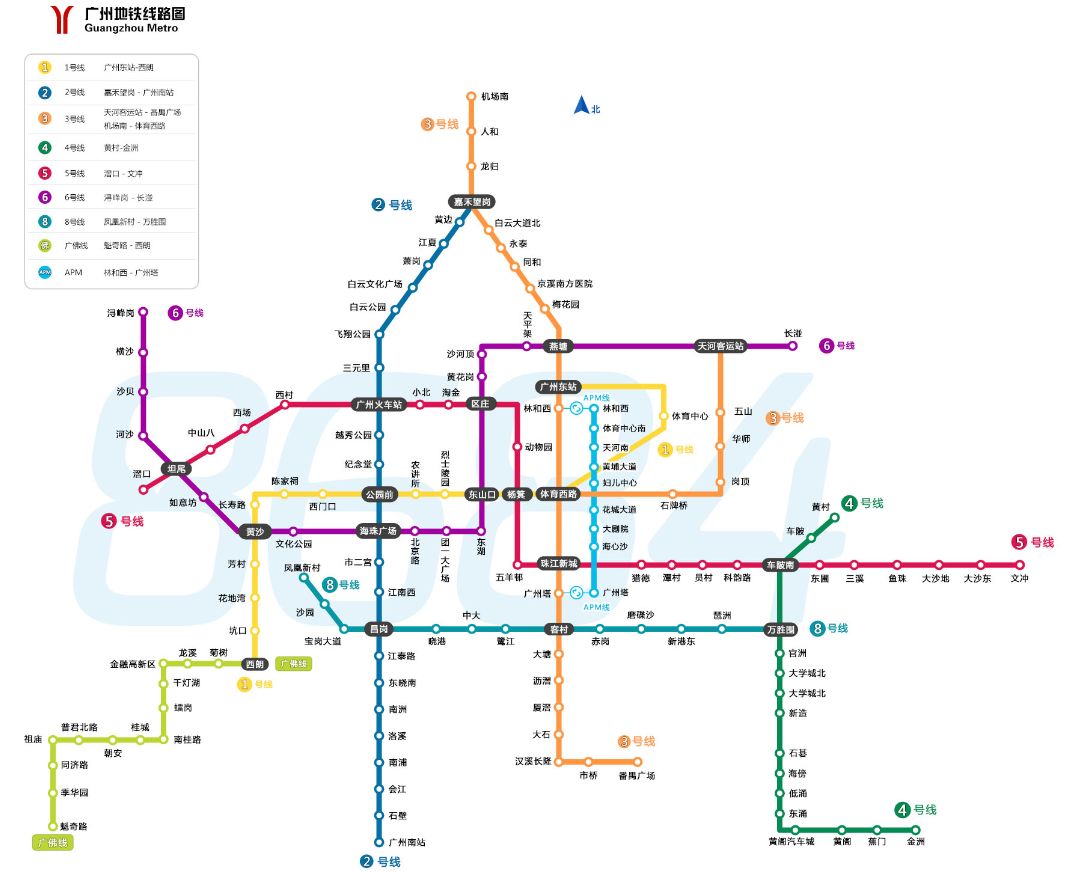 广州地铁线路图
Guangzhou Metro
1 1号线 广州东站-西朗
2 2号线 嘉禾望岗 - 广州南站
3 3号线 天河客运站 - 番禺广场
机场南 - 体育西路
4 4号线 黄村-金洲
5 5号线 滘口 - 文冲
6 6号线 浔峰岗 - 长湴
8 8号线 凤凰新村 - 万胜围
佛 广佛线 魁奇路 - 西朗
APM APM 林和西 - 广州塔
北
机场南
3号线
人和
龙归
2 号线
嘉禾望岗
黄边
白云大道北
江夏
永泰
萧岗
同和
白云文化广场
京溪南方医院
白云公园
梅花园
浔峰岗
6 号线
飞翔公园
天平架
长湴
横沙
沙河顶
燕塘
天河客运站
6 号线
三元里
黄花岗
沙贝
广州东站
西村
小北
淘金
APM线
广州火车站
区庄
林和西
林和西
西场
体育中心
五山
3号线
中山八
体育中心南
河沙
越秀公园
华师
动物园
天河南
1 号线
坦尾
纪念堂
农讲所
烈士陵园
黄埔大道
滘口
陈家祠
妇儿中心
岗顶
如意坊
公园前
东山口
杨箕
体育西路
长寿路
西门口
石牌桥
黄村
4 号线
5 号线
花城大道
黄沙
海珠广场
大剧院
车陂
文化公园
北京路
团一大广场
东湖
海心沙
5 号线
芳村
市二宫
珠江新城
车陂南
凤凰新村
五羊邨
猎德
潭村
员村
科韵路
东圃
三溪
鱼珠
大沙地
大沙东
文冲
8 号线
花地湾
江南西
广州塔
广州塔
沙园
APM线
坑口
昌岗
中大
磨碟沙
琶洲
客村
万胜围
8 号线
宝岗大道
晓港
鹭江
赤岗
新港东
龙溪
菊树
江泰路
大塘
官洲
金融高新区
西朗
广佛线
大学城北
千灯湖
1 号线
东晓南
沥滘
大学城北
蝶岗
南洲
厦滘
新造
普君北路
桂城
祖庙
朝安
南桂路
洛溪
大石
3号线
石碁
同济路
南浦
汉溪长隆
市桥
番禺广场
海傍
季华园
会江
低涌
石壁
东涌
4 号线
魁奇路
广佛线
广州南站
黄阁汽车城
黄阁
蕉门
金洲
2 号线
8684